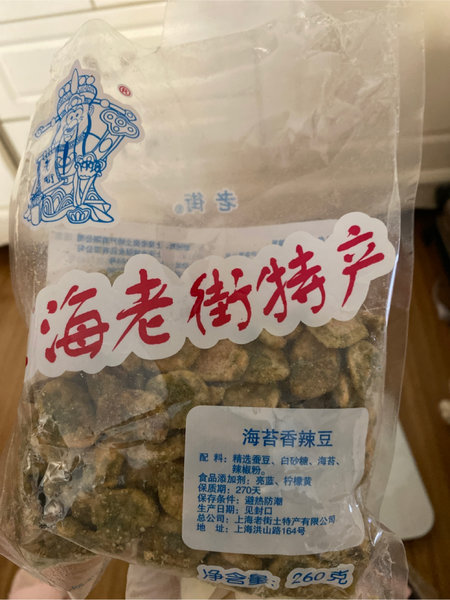 ®
老街®
海老街特产
海苔香辣豆
配 料：精选蚕豆、白砂糖、海苔、
辣椒粉。
食品添加剂：亮蓝、柠檬黄
保质期：270天
保存条件：避热防潮
生产日期：见封口
总公司：上海老街土特产有限公司
地 址：上海洪山路164号
净含量：260克